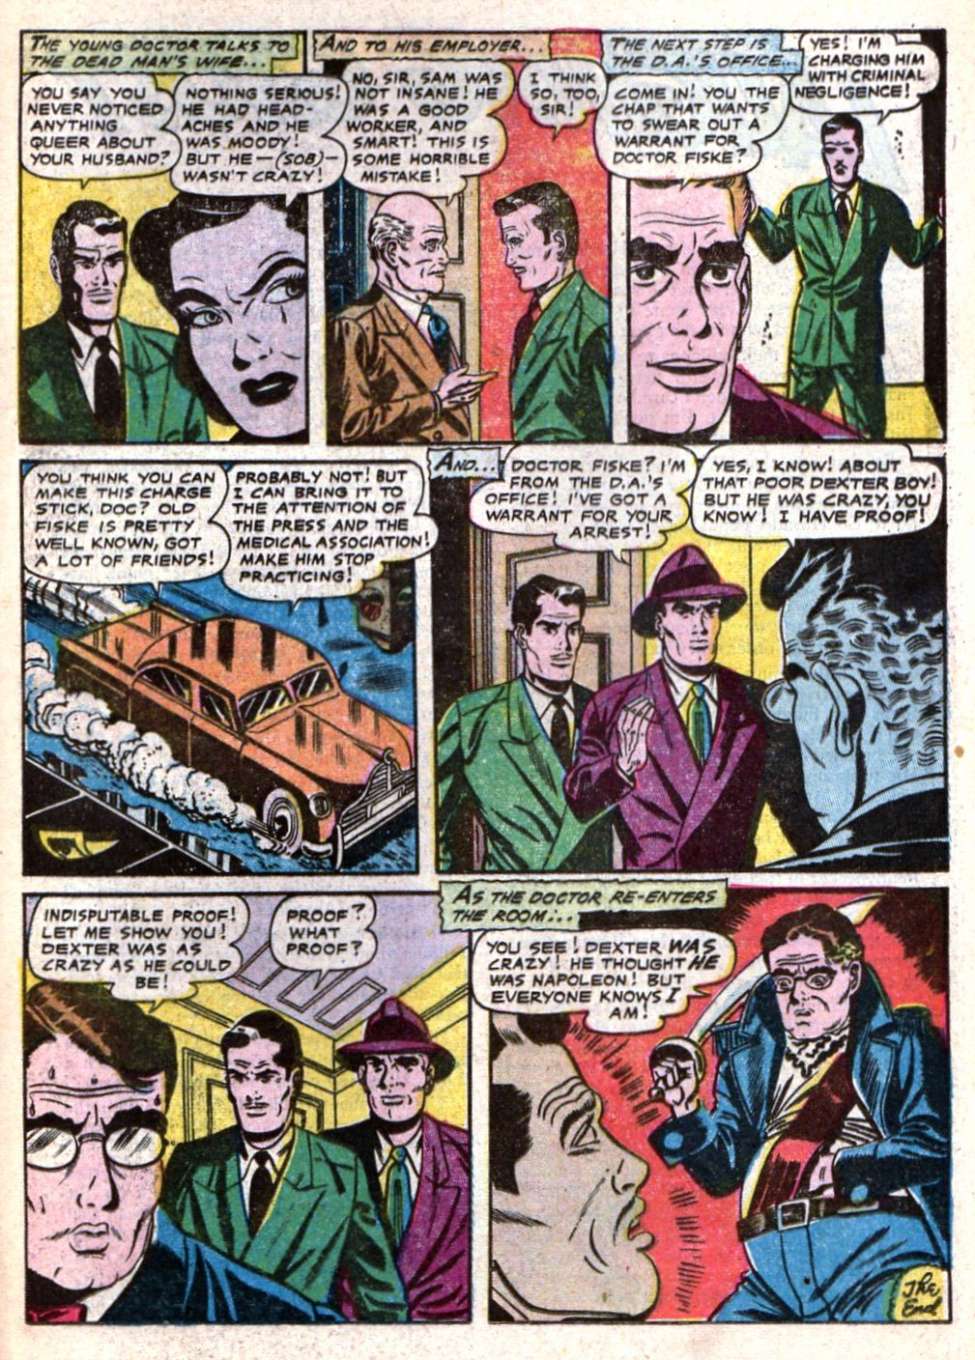 THE YOUNG DOCTOR TALKS TO
THE DEAD MAN'S WIFE...
YOU SAY YOU
NEVER NOTICED
ANYTHING
QUEER ABOUT
YOUR HUSBAND?
NOTHING SERIOUS!
HE HAD HEAD-
ACHES AND HE
WAS MOODY!
BUT HE—(SOB)—
WASN'T CRAZY!
AND TO HIS EMPLOYER...
NO, SIR, SAM WAS
NOT INSANE! HE
WAS A GOOD
WORKER, AND
SMART! THIS IS
SOME HORRIBLE
MISTAKE!
I THINK
SO, TOO,
SIR!
THE NEXT STEP IS
THE D.A.'S OFFICE...
COME IN! YOU THE
CHAP THAT WANTS
TO SWEAR OUT A
WARRANT FOR
DOCTOR FISKE?
YES! I'M
CHARGING HIM
WITH CRIMINAL
NEGLIGENCE!
YOU THINK YOU CAN
MAKE THIS CHARGE
STICK, DOC? OLD
FISKE IS PRETTY
WELL KNOWN, GOT
A LOT OF FRIENDS!
PROBABLY NOT! BUT
I CAN BRING IT TO
THE ATTENTION OF
THE PRESS AND THE
MEDICAL ASSOCIATION!
MAKE HIM STOP
PRACTICING!
AND...
DOCTOR FISKE? I'M
FROM THE D.A.'S
OFFICE! I'VE GOT A
WARRANT FOR YOUR
ARREST!
YES, I KNOW! ABOUT
THAT POOR DEXTER BOY!
BUT HE WAS CRAZY, YOU
KNOW! I HAVE PROOF!
INDISPUTABLE PROOF!
LET ME SHOW YOU!
DEXTER WAS AS
CRAZY AS HE COULD
BE!
PROOF?
WHAT
PROOF?
AS THE DOCTOR RE-ENTERS
THE ROOM...
YOU SEE! DEXTER WAS
CRAZY! HE THOUGHT HE
WAS NAPOLEON! BUT
EVERYONE KNOWS I
AM!
The
End